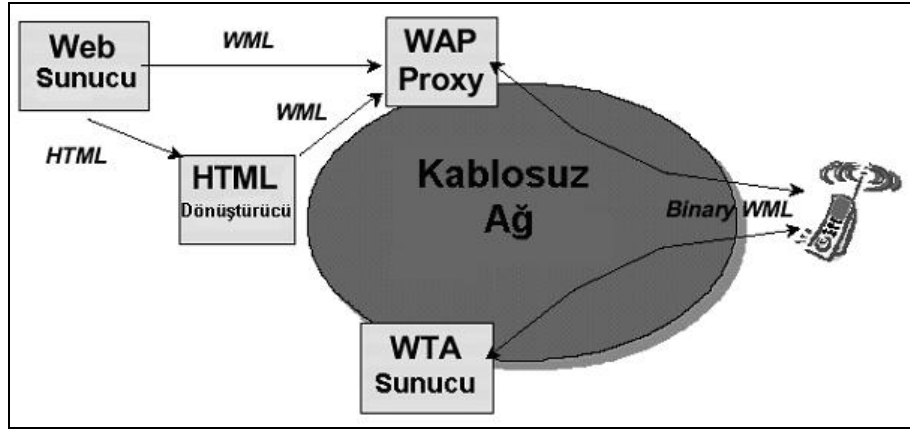 Web
Sunucu
WML
WAP
Proxy
WML
HTML
HTML
Dönüştürücü
Kablosuz
Ağ
Binary WML
WTA
Sunucu